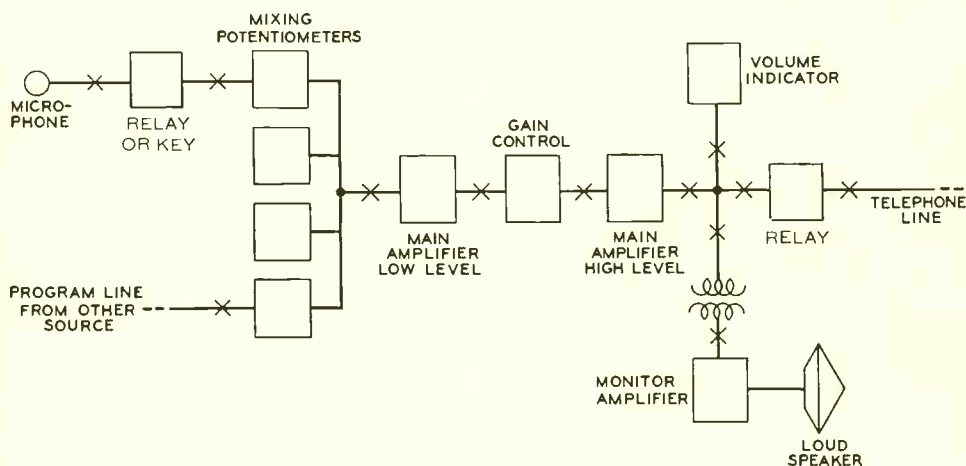 MIXING
POTENTIOMETERS
MICRO-
PHONE
RELAY
OR KEY
PROGRAM LINE
FROM OTHER
SOURCE
MAIN
AMPLIFIER
LOW LEVEL
GAIN
CONTROL
MAIN
AMPLIFIER
HIGH LEVEL
VOLUME
INDICATOR
RELAY
TELEPHONE
LINE
MONITOR
AMPLIFIER
LOUD
SPEAKER